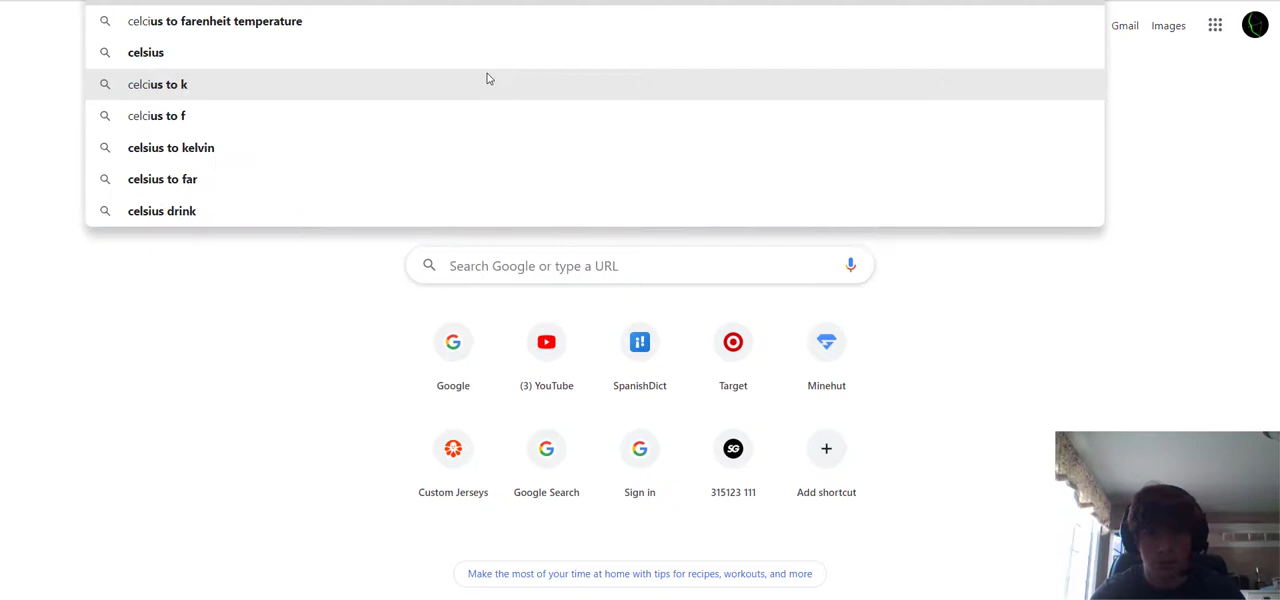 celcius to farenheit temperature
Gmail Images
celsius
celcius to k
celcius to f
celsius to kelvin
celsius to far
celsius drink
Search Google or type a URL
Google (3) YouTube SpanishDict Target Minehut
SG
Custom Jerseys Google Search Sign in 315123 111 Add shortcut
Make the most of your time at home with tips for recipes, workouts, and more